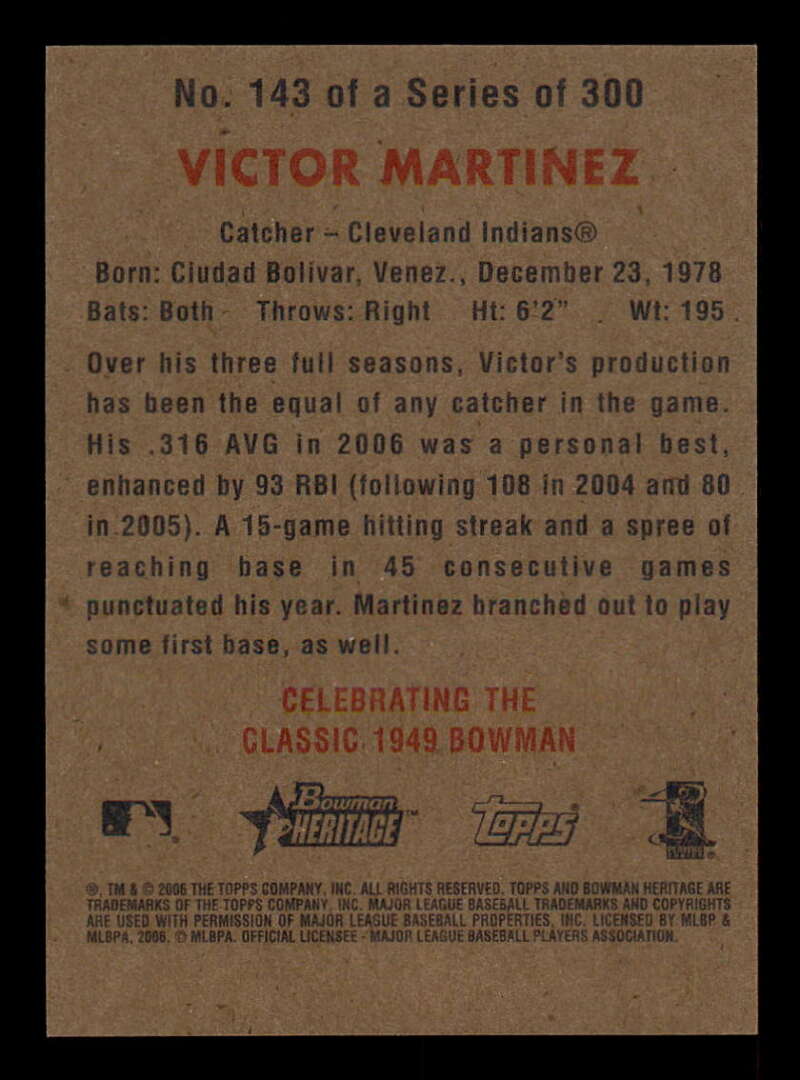 No. 143 of a Series of 300
VICTOR MARTINEZ
Catcher – Cleveland Indians®
Born: Ciudad Bolivar, Venez., December 23, 1978
Bats: Both Throws: Right Ht: 6'2" Wt: 195
Over his three full seasons, Victor's production
has been the equal of any catcher in the game.
His .316 AVG in 2006 was a personal best,
enhanced by 93 RBI (following 108 in 2004 and 80
in 2005). A 15-game hitting streak and a spree of
reaching base in 45 consecutive games
punctuated his year. Martinez branched out to play
some first base, as well.
CELEBRATING THE
CLASSIC 1949 BOWMAN
Bowman
HERITAGE™
Topps®
®, TM & © 2006 THE TOPPS COMPANY, INC. ALL RIGHTS RESERVED. TOPPS AND BOWMAN HERITAGE ARE
TRADEMARKS OF THE TOPPS COMPANY, INC. MAJOR LEAGUE BASEBALL TRADEMARKS AND COPYRIGHTS
ARE USED WITH PERMISSION OF MAJOR LEAGUE BASEBALL PROPERTIES, INC. LICENSED BY MLBP &
MLBPA, 2006. © MLBPA. OFFICIAL LICENSEE - MAJOR LEAGUE BASEBALL PLAYERS ASSOCIATION.